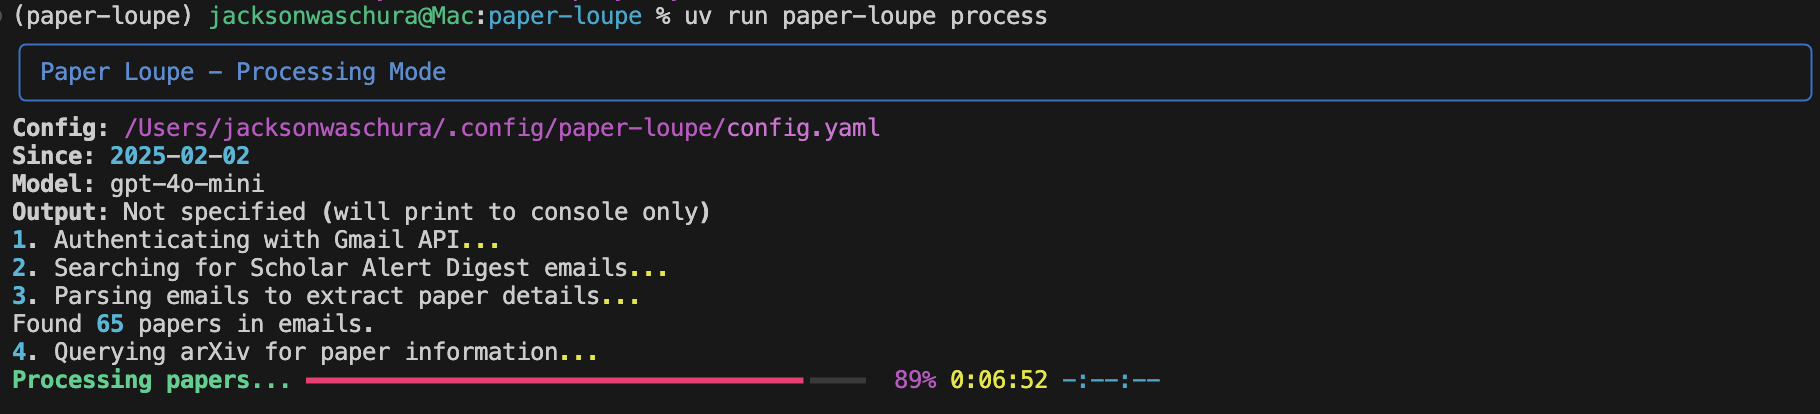 (paper-loupe) jacksonwaschura@Mac:paper-loupe % uv run paper-loupe process
Paper Loupe - Processing Mode
Config: /Users/jacksonwaschura/.config/paper-loupe/config.yaml
Since: 2025-02-02
Model: gpt-4o-mini
Output: Not specified (will print to console only)
1. Authenticating with Gmail API...
2. Searching for Scholar Alert Digest emails...
3. Parsing emails to extract paper details...
Found 65 papers in emails.
4. Querying arXiv for paper information...
Processing papers... 89% 0:06:52 -:--:--